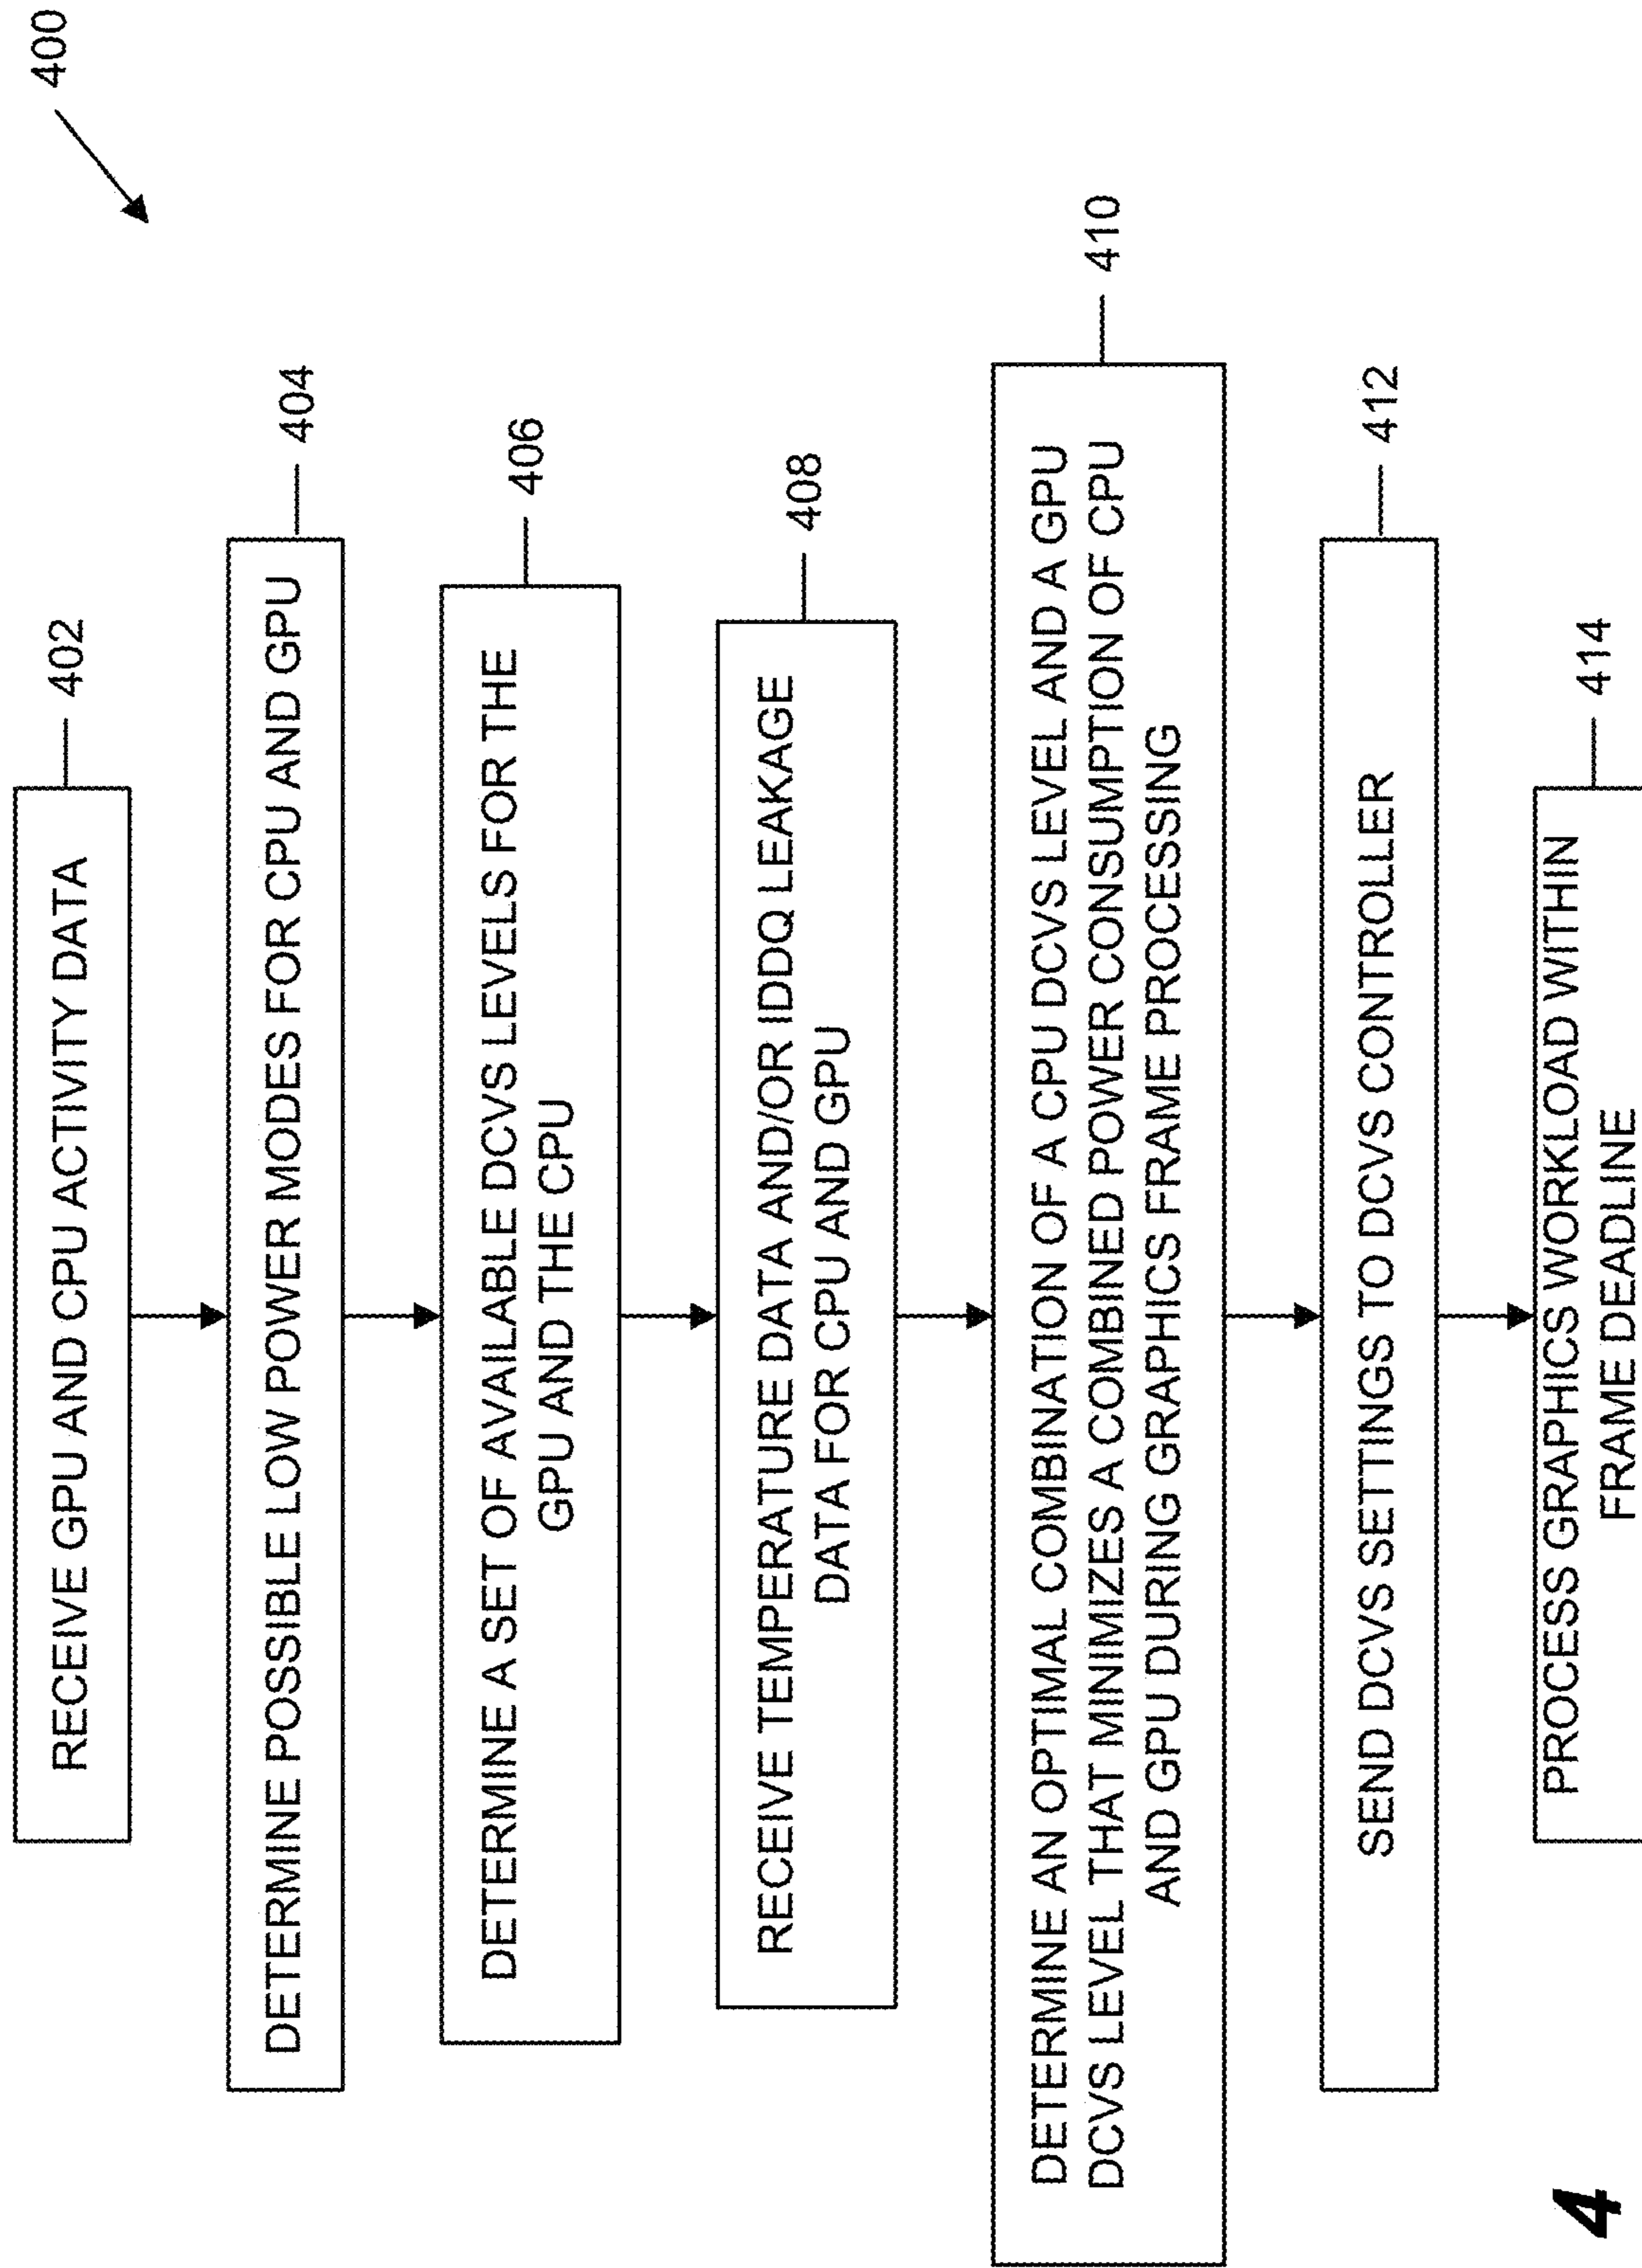 400
RECEIVE GPU AND CPU ACTIVITY DATA
402
DETERMINE POSSIBLE LOW POWER MODES FOR CPU AND GPU
404
DETERMINE A SET OF AVAILABLE DCVS LEVELS FOR THE
GPU AND THE CPU
406
RECEIVE TEMPERATURE DATA AND/OR IDDQ LEAKAGE
DATA FOR CPU AND GPU
408
DETERMINE AN OPTIMAL COMBINATION OF A CPU DCVS LEVEL AND A GPU
DCVS LEVEL THAT MINIMIZES A COMBINED POWER CONSUMPTION OF CPU
AND GPU DURING GRAPHICS FRAME PROCESSING
410
SEND DCVS SETTINGS TO DCVS CONTROLLER
412
PROCESS GRAPHICS WORKLOAD WITHIN
FRAME DEADLINE
414
4